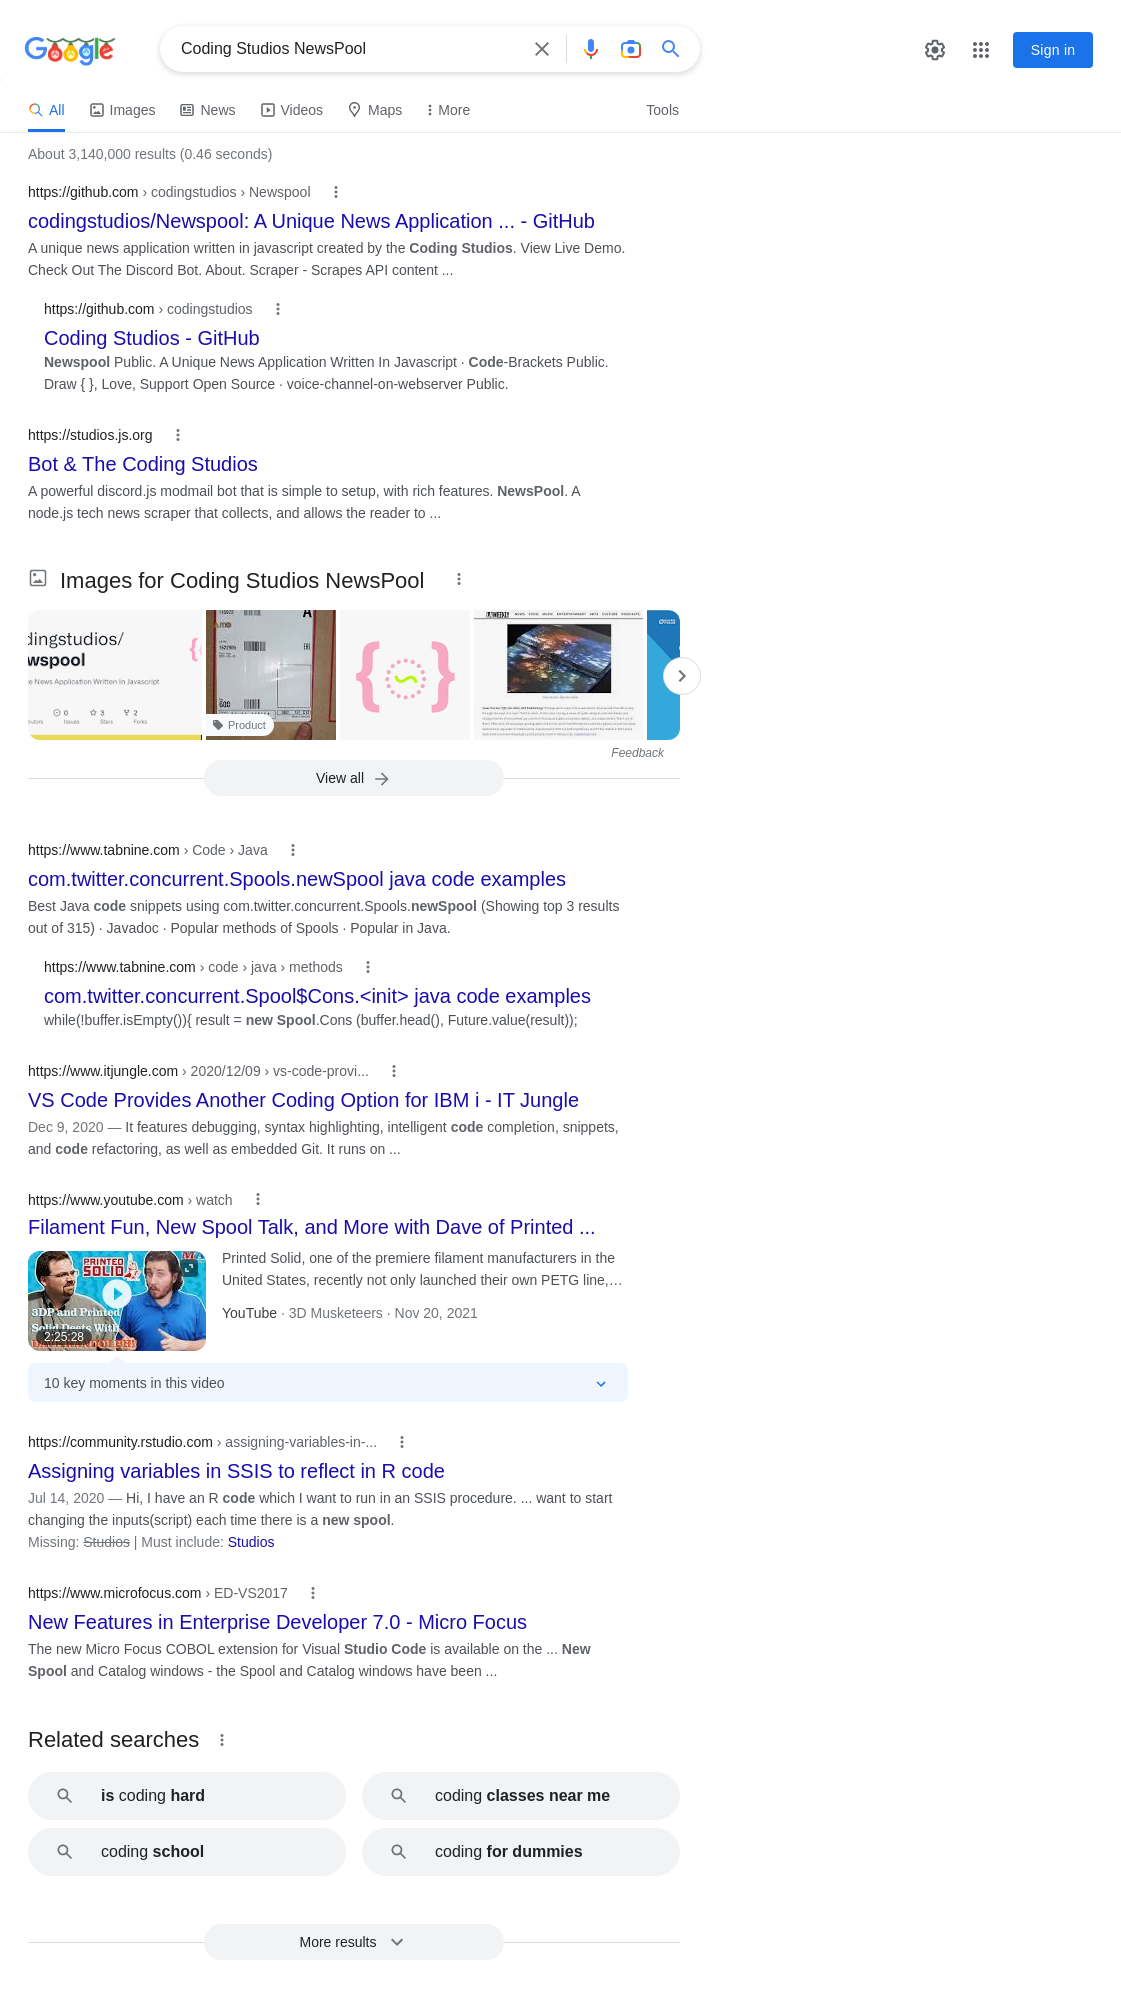 Google
Coding Studios NewsPool
Sign in
All
Images
News
Videos
Maps
More
Tools
About 3,140,000 results (0.46 seconds)
https://github.com › codingstudios › Newspool
codingstudios/Newspool: A Unique News Application ... - GitHub
A unique news application written in javascript created by the Coding Studios. View Live Demo.
Check Out The Discord Bot. About. Scraper - Scrapes API content ...
https://github.com › codingstudios
Coding Studios - GitHub
Newspool Public. A Unique News Application Written In Javascript · Code-Brackets Public.
Draw { }, Love, Support Open Source · voice-channel-on-webserver Public.
https://studios.js.org
Bot & The Coding Studios
A powerful discord.js modmail bot that is simple to setup, with rich features. NewsPool. A
node.js tech news scraper that collects, and allows the reader to ...
Images for Coding Studios NewsPool
dingstudios/
wspool
e News Application Written In Javascript
0
3
2
Issues
Stars
Forks
Product
Feedback
View all
https://www.tabnine.com › Code › Java
com.twitter.concurrent.Spools.newSpool java code examples
Best Java code snippets using com.twitter.concurrent.Spools.newSpool (Showing top 3 results
out of 315) · Javadoc · Popular methods of Spools · Popular in Java.
https://www.tabnine.com › code › java › methods
com.twitter.concurrent.Spool$Cons.<init> java code examples
while(!buffer.isEmpty()){ result = new Spool.Cons (buffer.head(), Future.value(result));
https://www.itjungle.com › 2020/12/09 › vs-code-provi...
VS Code Provides Another Coding Option for IBM i - IT Jungle
Dec 9, 2020 — It features debugging, syntax highlighting, intelligent code completion, snippets,
and code refactoring, as well as embedded Git. It runs on ...
https://www.youtube.com › watch
Filament Fun, New Spool Talk, and More with Dave of Printed ...
PRINTED
SOLID
3DP and Printed
Solid Deets With
2:25:28
Printed Solid, one of the premiere filament manufacturers in the
United States, recently not only launched their own PETG line,...
YouTube · 3D Musketeers · Nov 20, 2021
10 key moments in this video
https://community.rstudio.com › assigning-variables-in-...
Assigning variables in SSIS to reflect in R code
Jul 14, 2020 — Hi, I have an R code which I want to run in an SSIS procedure. ... want to start
changing the inputs(script) each time there is a new spool.
Missing: Studios | Must include: Studios
https://www.microfocus.com › ED-VS2017
New Features in Enterprise Developer 7.0 - Micro Focus
The new Micro Focus COBOL extension for Visual Studio Code is available on the ... New
Spool and Catalog windows - the Spool and Catalog windows have been ...
Related searches
is coding hard
coding classes near me
coding school
coding for dummies
More results